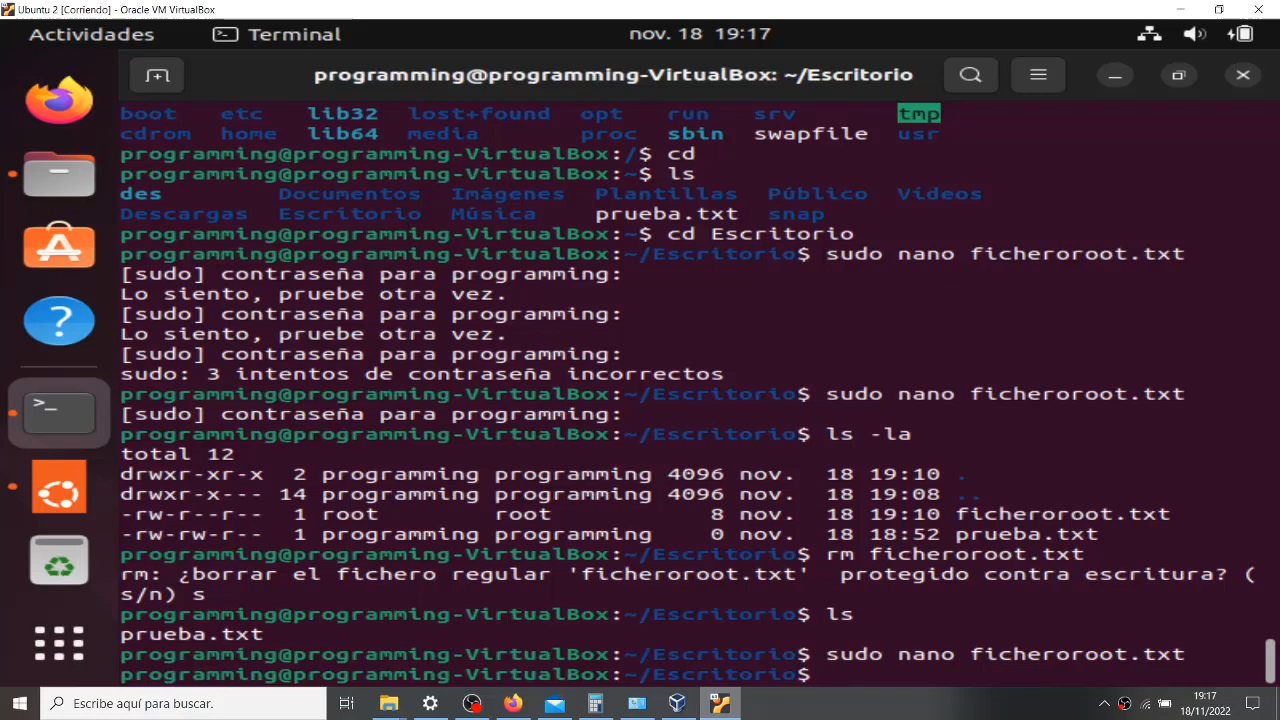 Ubuntu 2 [Corriendo] - Oracle VM VirtualBox
Actividades Terminal nov. 18 19:17
programming@programming-VirtualBox: ~/Escritorio
boot etc lib32 lost+found opt run srv tmp
cdrom home lib64 media proc sbin swapfile usr
programming@programming-VirtualBox:/$ cd
programming@programming-VirtualBox:~$ ls
des Documentos Imágenes Plantillas Público Videos
Descargas Escritorio Música prueba.txt snap
programming@programming-VirtualBox:~$ cd Escritorio
programming@programming-VirtualBox:~/Escritorio$ sudo nano ficheroroot.txt
[sudo] contraseña para programming:
Lo siento, pruebe otra vez.
[sudo] contraseña para programming:
Lo siento, pruebe otra vez.
[sudo] contraseña para programming:
sudo: 3 intentos de contraseña incorrectos
programming@programming-VirtualBox:~/Escritorio$ sudo nano ficheroroot.txt
[sudo] contraseña para programming:
programming@programming-VirtualBox:~/Escritorio$ ls -la
total 12
drwxr-xr-x 2 programming programming 4096 nov. 18 19:10 .
drwxr-x--- 14 programming programming 4096 nov. 18 19:08 ..
-rw-r--r-- 1 root root 8 nov. 18 19:10 ficheroroot.txt
-rw-rw-r-- 1 programming programming 0 nov. 18 18:52 prueba.txt
programming@programming-VirtualBox:~/Escritorio$ rm ficheroroot.txt
rm: ¿borrar el fichero regular 'ficheroroot.txt'  protegido contra escritura? (
s/n) s
programming@programming-VirtualBox:~/Escritorio$ ls
prueba.txt
programming@programming-VirtualBox:~/Escritorio$ sudo nano ficheroroot.txt
programming@programming-VirtualBox:~/Escritorio$
Escribe aquí para buscar.
19:17
18/11/2022